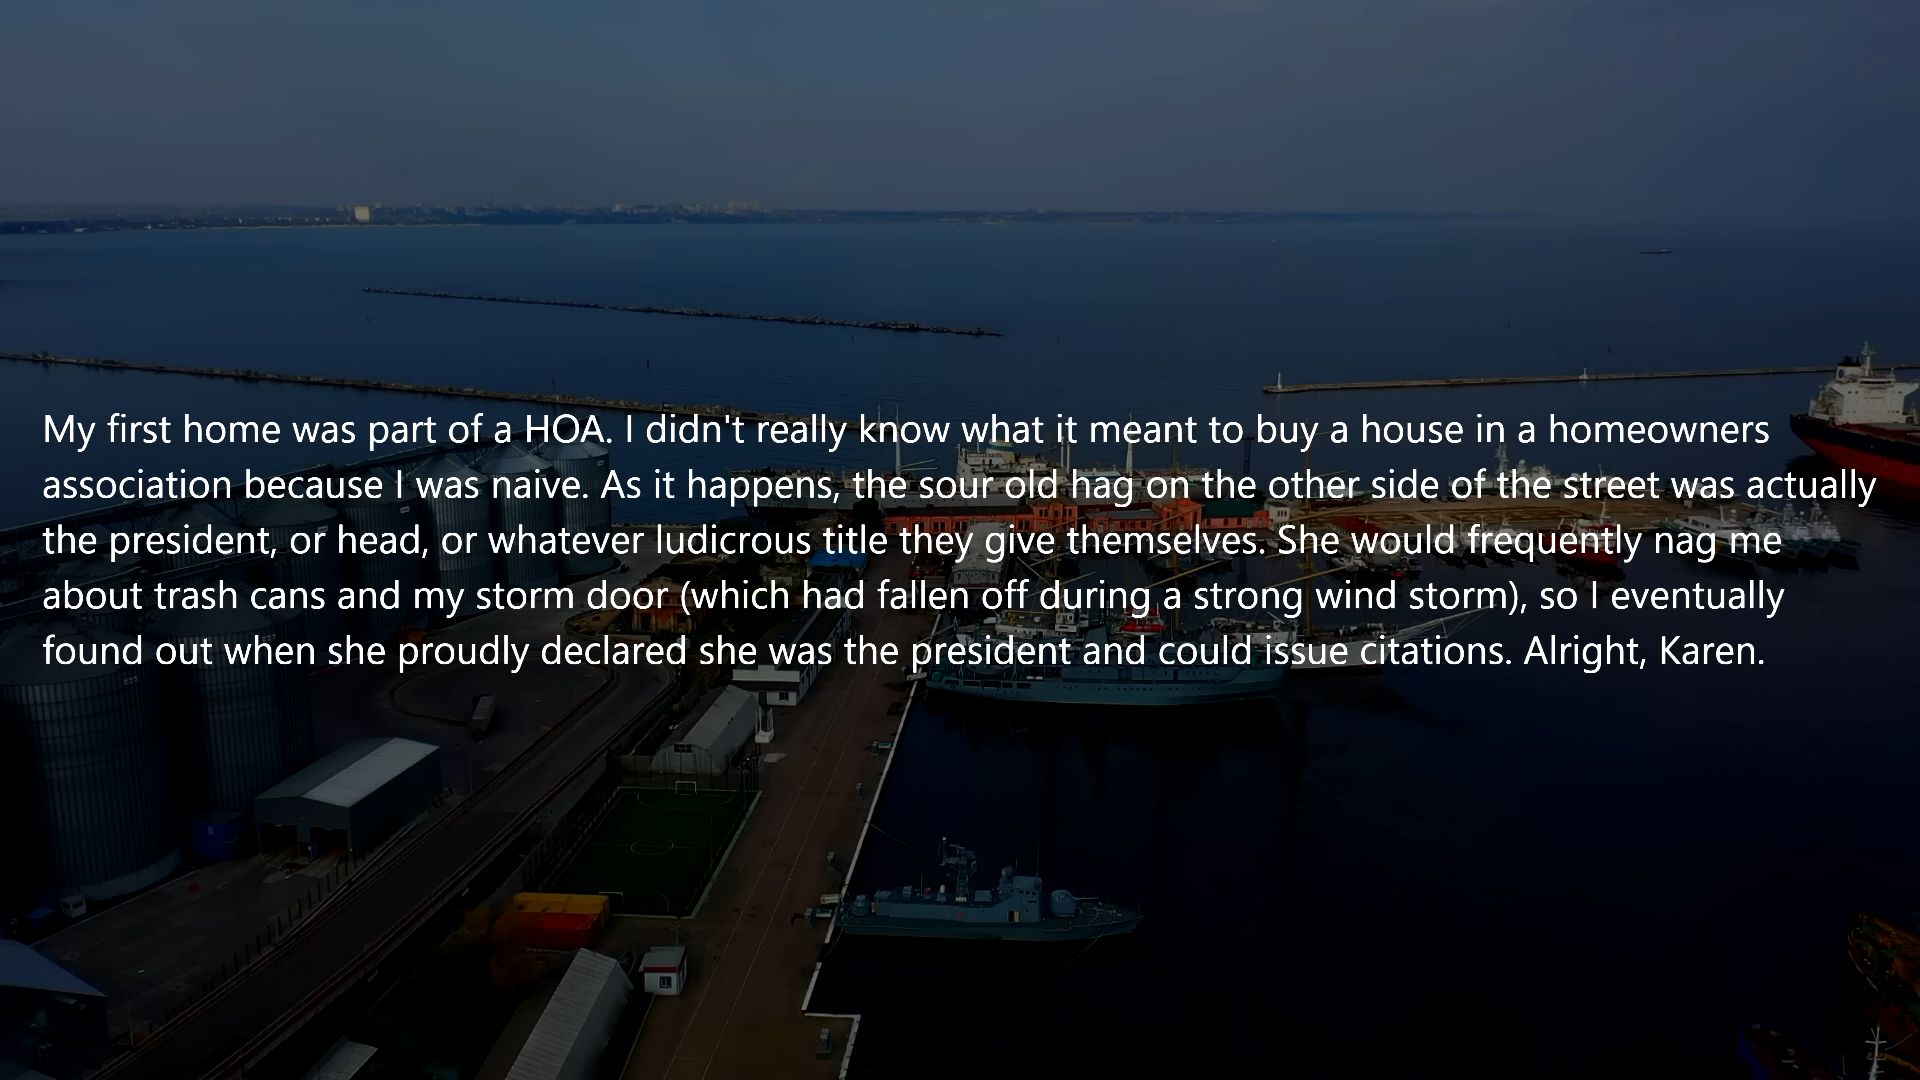 My first home was part of a HOA. I didn't really know what it meant to buy a house in a homeowners
association because I was naive. As it happens, the sour old hag on the other side of the street was actually
the president, or head, or whatever ludicrous title they give themselves. She would frequently nag me
about trash cans and my storm door (which had fallen off during a strong wind storm), so I eventually
found out when she proudly declared she was the president and could issue citations. Alright, Karen.